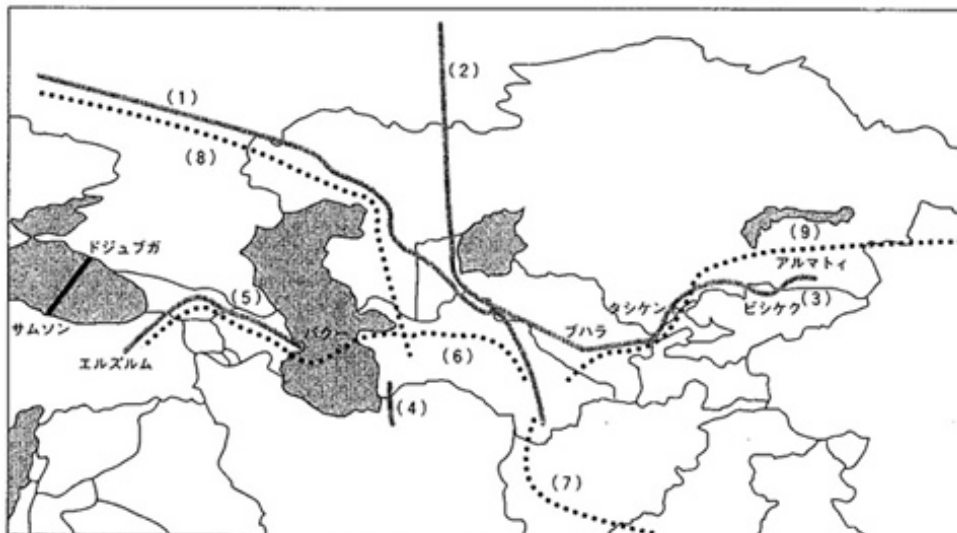 (2)
(1)
(8)
(9)
ドジュブガ
アルマトィ
(5)
タシケン
ビシケク
(3)
サムソン
バクー
ブハラ
エルズルム
(6)
(4)
(7)